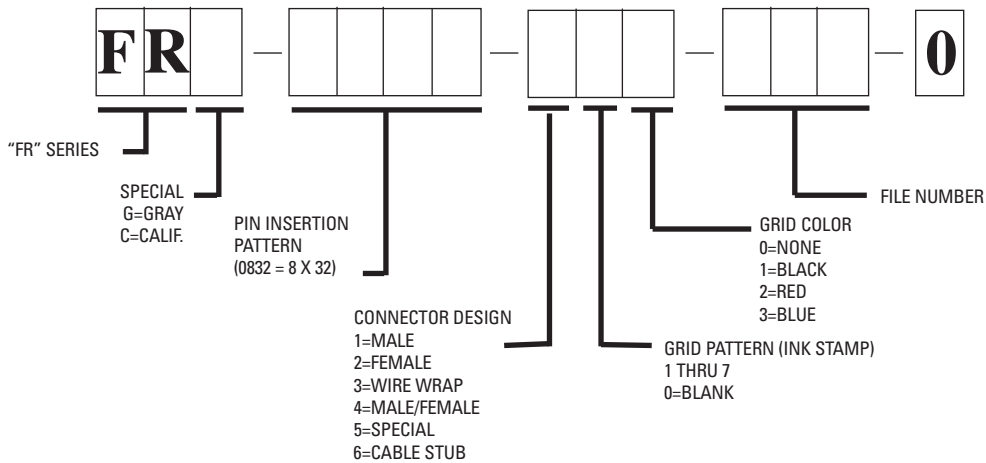 FR — — — — 0
"FR" SERIES
SPECIAL
G=GRAY
C=CALIF.
PIN INSERTION
PATTERN
(0832 = 8 X 32)
CONNECTOR DESIGN
1=MALE
2=FEMALE
3=WIRE WRAP
4=MALE/FEMALE
5=SPECIAL
6=CABLE STUB
GRID PATTERN (INK STAMP)
1 THRU 7
0=BLANK
GRID COLOR
0=NONE
1=BLACK
2=RED
3=BLUE
FILE NUMBER